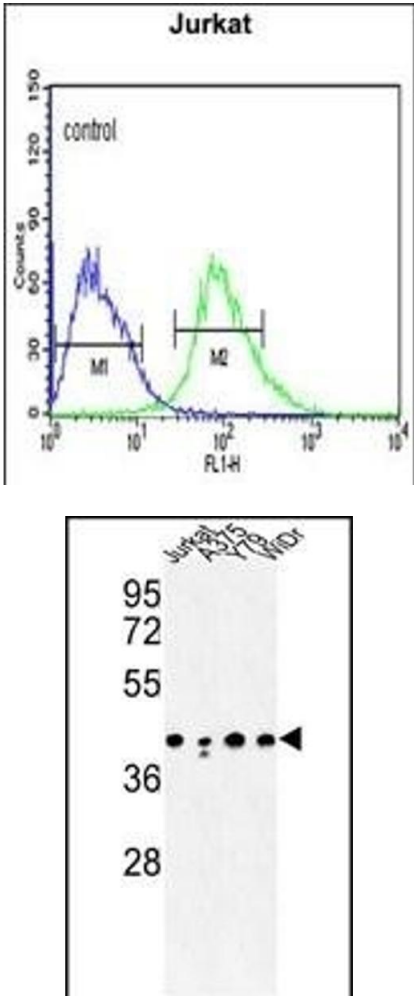 Jurkat
150
control
120
90
Counts
60
30
M1
M2
0
10⁰ 10¹ 10² 10³ 10⁴
FL1-H
Jurkat A375 Y79 WiDr
95
72
55
36
28